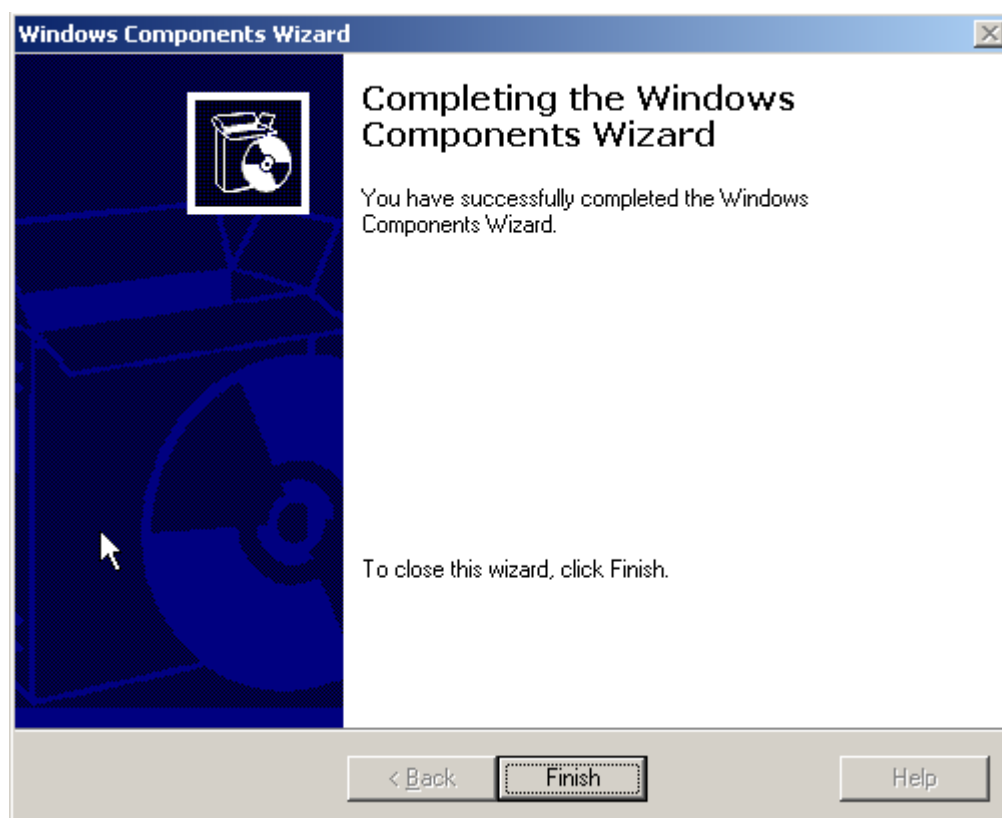 Windows Components Wizard
Completing the Windows
Components Wizard
You have successfully completed the Windows
Components Wizard.
To close this wizard, click Finish.
< Back
Finish
Help